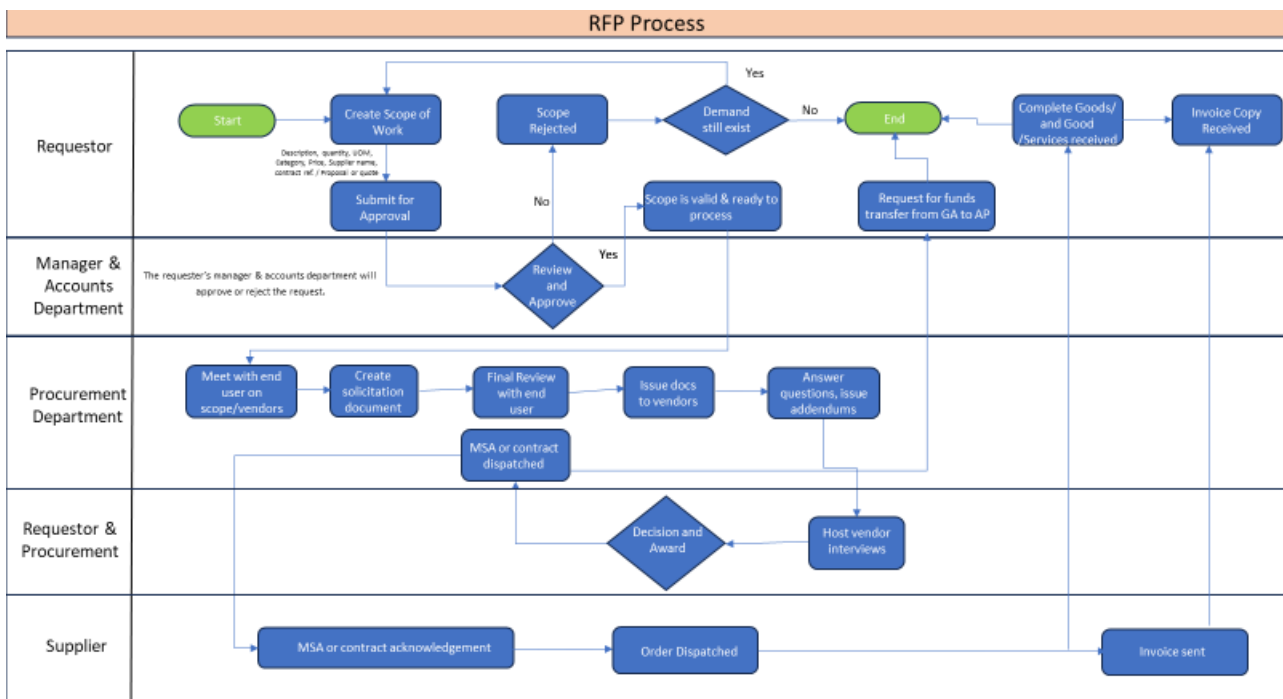 RFP Process
Requestor
Start
Create Scope of
Work
Description, quantity, UOM,
Category, Price, Supplier name,
contract ref. / Proposal or quote
Submit for
Approval
Scope
Rejected
No
Yes
Demand
still exist
No
Scope is valid & ready to
process
End
Request for funds
transfer from GA to AP
Complete Goods/
and Good
/Services received
Invoice Copy
Received
Manager &
Accounts
Department
The requester's manager & accounts department will
approve or reject the request.
Review
and
Approve
Yes
Procurement
Department
Meet with end
user on
scope/vendors
Create
solicitation
document
Final Review
with end
user
Issue docs
to vendors
Answer
questions, issue
addendums
MSA or contract
dispatched
Requestor &
Procurement
Decision and
Award
Host vendor
interviews
Supplier
MSA or contract acknowledgement
Order Dispatched
Invoice sent